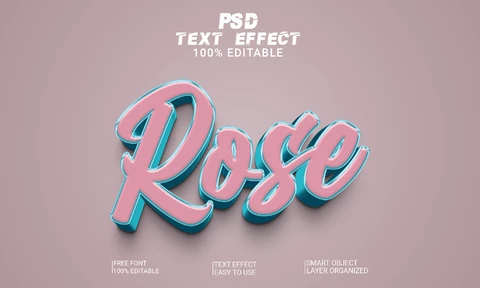 PSD
TEXT EFFECT
100% EDITABLE
Rose
FREE FONT
100% EDITABLE
TEXT EFFECT
EASY TO USE
SMART OBJECT
LAYER ORGANIZED